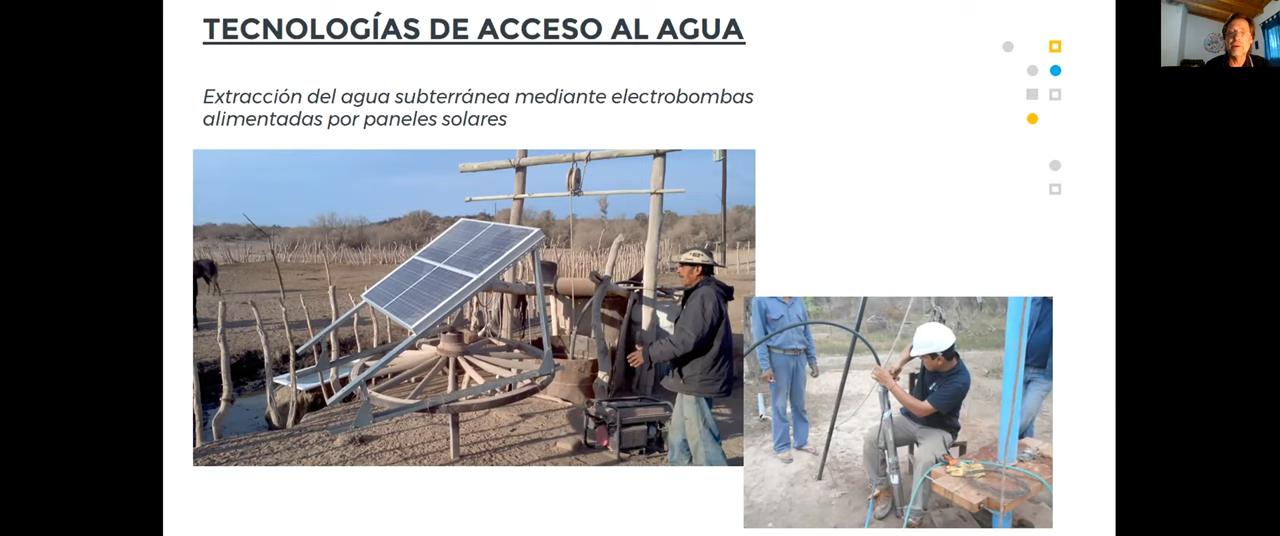 TECNOLOGÍAS DE ACCESO AL AGUA
Extracción del agua subterránea mediante electrobombas
alimentadas por paneles solares